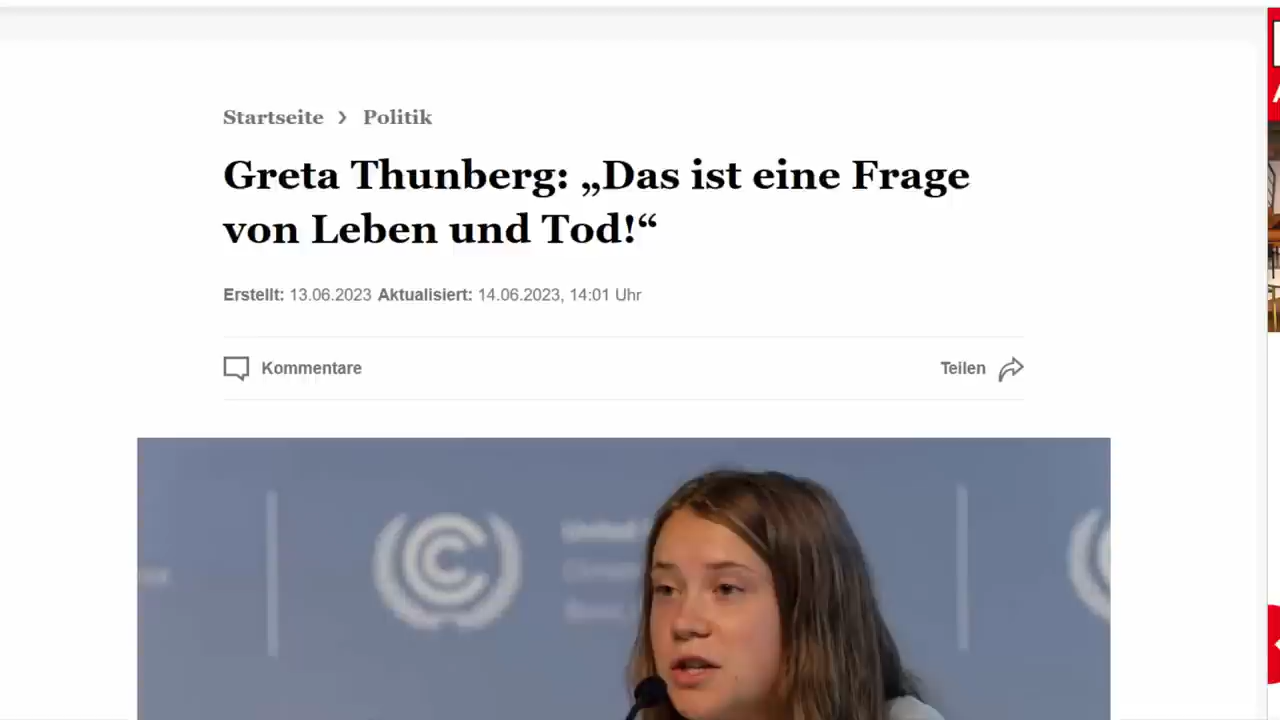 Startseite › Politik
Greta Thunberg: „Das ist eine Frage
von Leben und Tod!“
Erstellt: 13.06.2023 Aktualisiert: 14.06.2023, 14:01 Uhr
Kommentare
Teilen
United